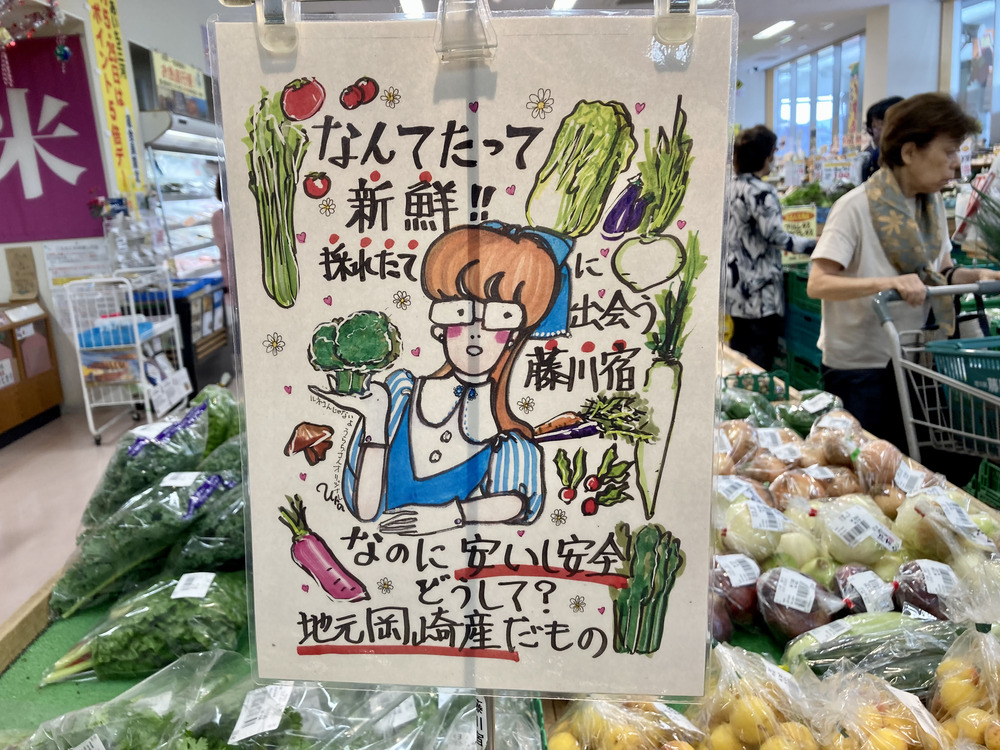 なんてたって
新鮮!!
採れたてに
出会う
藤川宿
なのに安いし安全
どうして?
地元岡崎産だもの
米